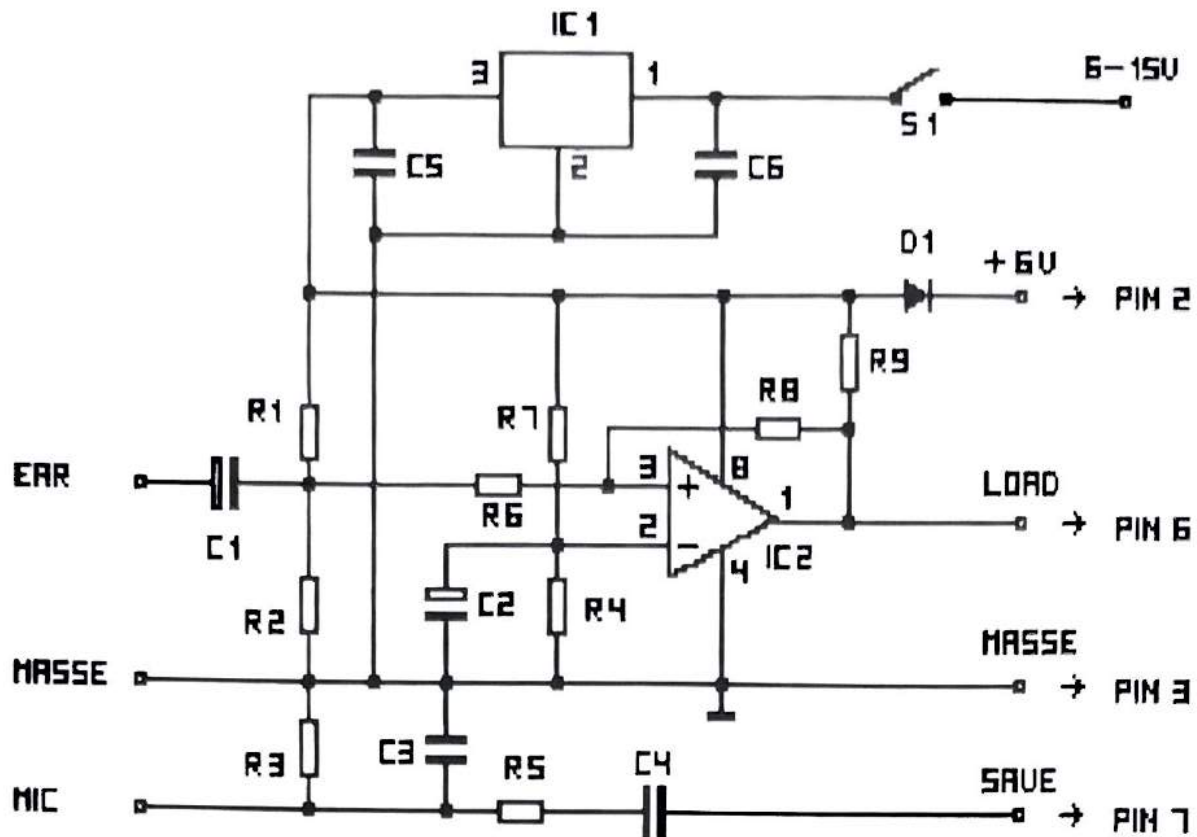 IC1
3
1
6-15V
S1
C5
2
C6
D1
+6V
→ PIN 2
R9
R8
R1
R7
EAR
3
8
+
LOAD
R6
1
2
C1
-
IC2
→ PIN 6
4
C2
R4
R2
MASSE
MASSE
→ PIN 3
C3
R3
R5
C4
SAVE
MIC
→ PIN 7